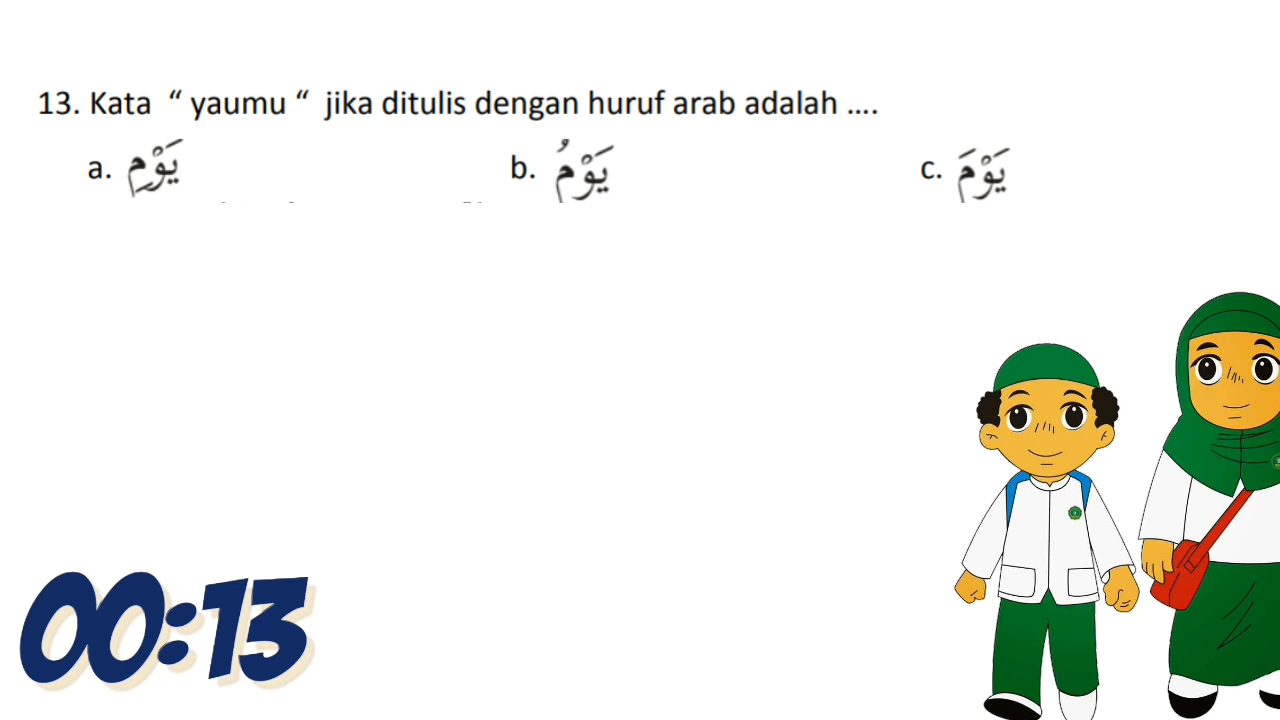 13. Kata “ yaumu “ jika ditulis dengan huruf arab adalah ....
a. يَوْمِ b. يَوْمُ c. يَوْمَ
00:13